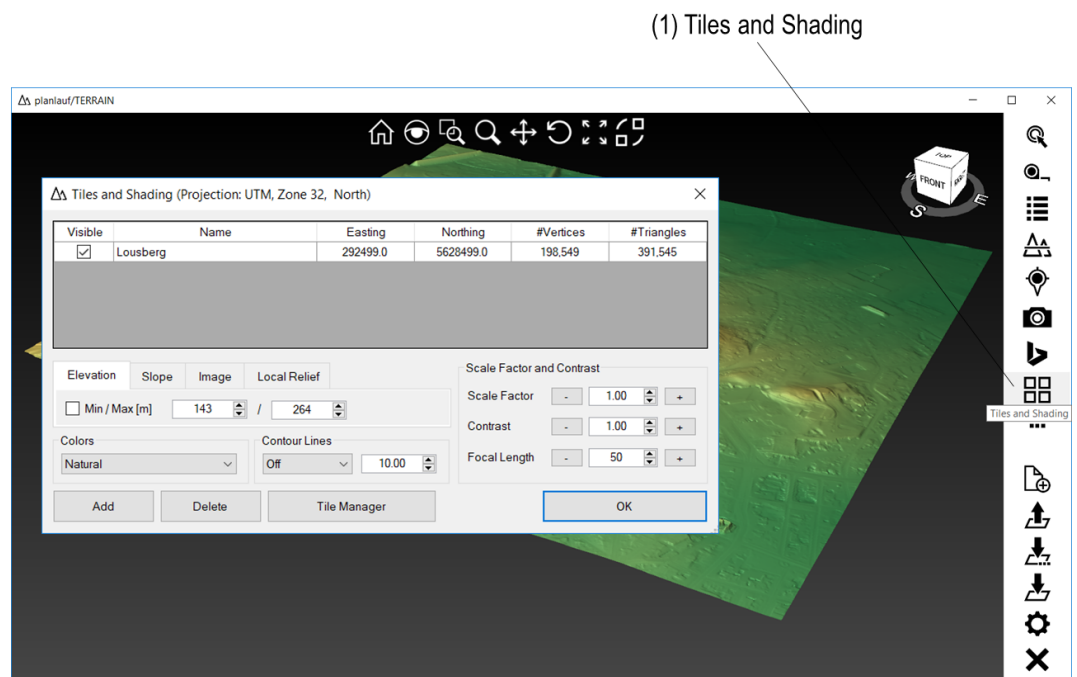 (1) Tiles and Shading
planlauf/TERRAIN
TOP
FRONT
S
E
Tiles and Shading (Projection: UTM, Zone 32, North)
Visible Name Easting Northing #Vertices #Triangles
Lousberg 292499.0 5628499.0 198,549 391,545
Elevation Slope Image Local Relief
Min / Max [m] 143 / 264
Colors
Natural
Contour Lines
Off 10.00
Scale Factor and Contrast
Scale Factor - 1.00 +
Contrast - 1.00 +
Focal Length - 50 +
Add Delete Tile Manager OK
Tiles and Shading